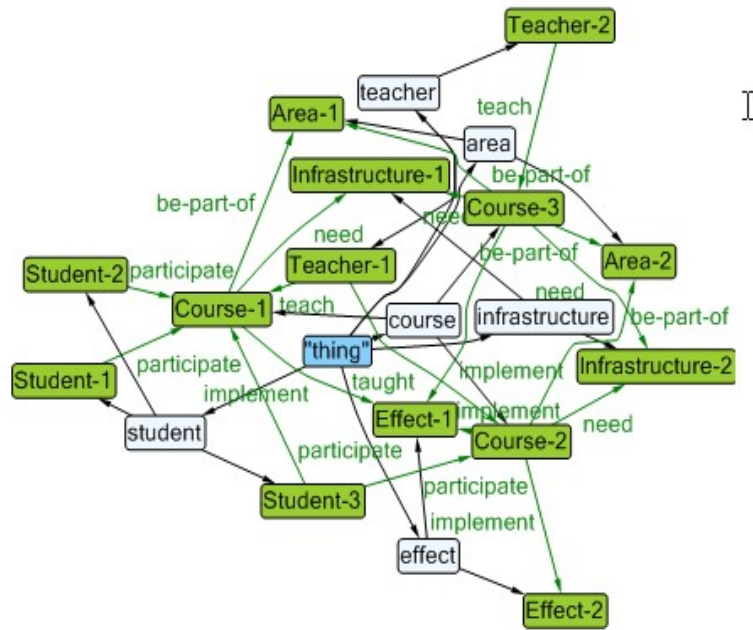 Teacher-2
teacher
teach
Area-1
area
Infrastructure-1
be-part-of
Course-3
be-part-of
need
need
be-part-of
Student-2
participate
Teacher-1
Area-2
Course-1
teach
need
course
infrastructure
be-part-of
"thing"
participate
implement
Infrastructure-2
Student-1
implement
taught
Effect-1
implement
need
student
Course-2
participate
participate
Student-3
implement
effect
Effect-2